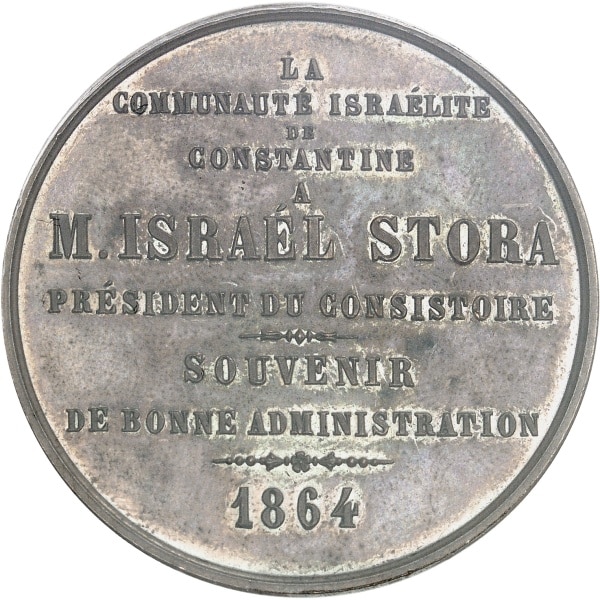 LA
COMMUNAUTÉ ISRAÉLITE
DE
CONSTANTINE
A
M. ISRAÉL STORA
PRÉSIDENT DU CONSISTOIRE
SOUVENIR
DE BONNE ADMINISTRATION
1864